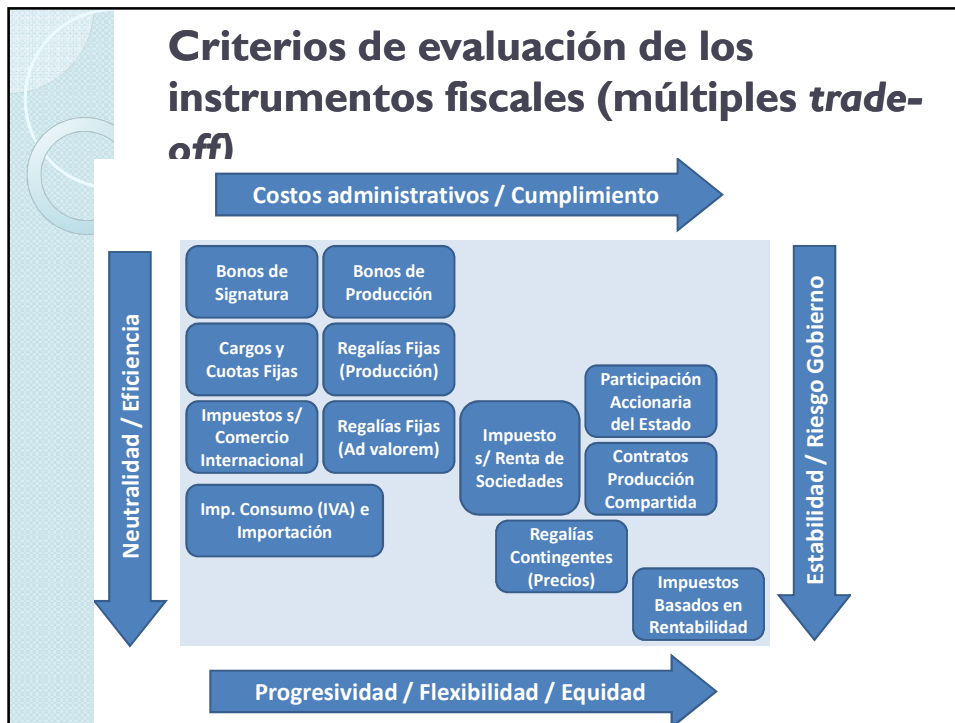 Criterios de evaluación de los
instrumentos fiscales (múltiples trade-
off)
Costos administrativos / Cumplimiento
Neutralidad / Eficiencia
Bonos de
Signatura
Bonos de
Producción
Cargos y
Cuotas Fijas
Regalías Fijas
(Producción)
Impuestos s/
Comercio
Internacional
Regalías Fijas
(Ad valorem)
Impuesto
s/ Renta de
Sociedades
Participación
Accionaria
del Estado
Contratos
Producción
Compartida
Imp. Consumo (IVA) e
Importación
Regalías
Contingentes
(Precios)
Impuestos
Basados en
Rentabilidad
Estabilidad / Riesgo Gobierno
Progresividad / Flexibilidad / Equidad